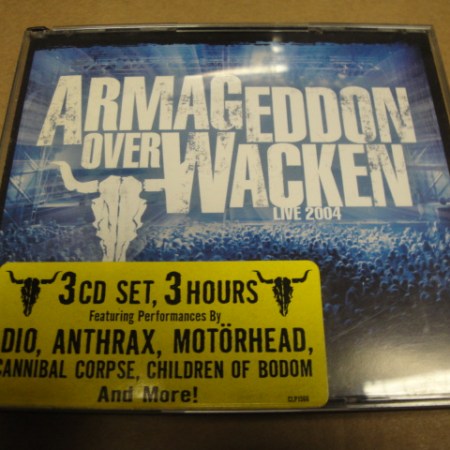 ARMAGEDDON
OVER WACKEN
LIVE 2004
3 CD SET, 3 HOURS
Featuring Performances By
DIO, ANTHRAX, MOTÖRHEAD,
CANNIBAL CORPSE, CHILDREN OF BODOM
And More!